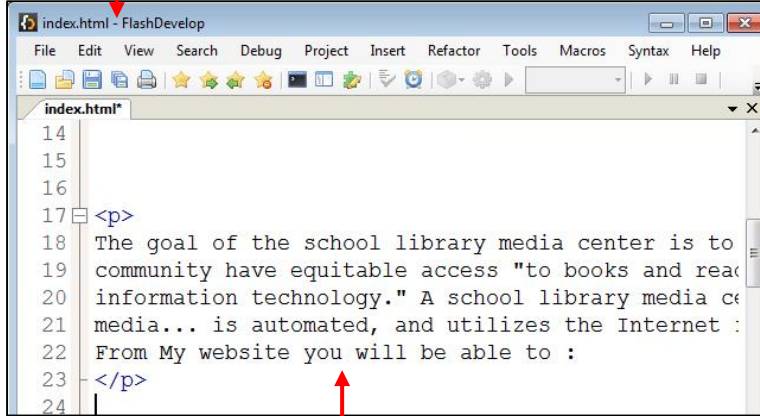 index.html - FlashDevelop
File Edit View Search Debug Project Insert Refactor Tools Macros Syntax Help
index.html*
14
15
16
17 <p>
18 The goal of the school library media center is to
19 community have equitable access "to books and
20 information technology." A school library media
21 media... is automated, and utilizes the Internet
22 From My website you will be able to :
23 </p>
24